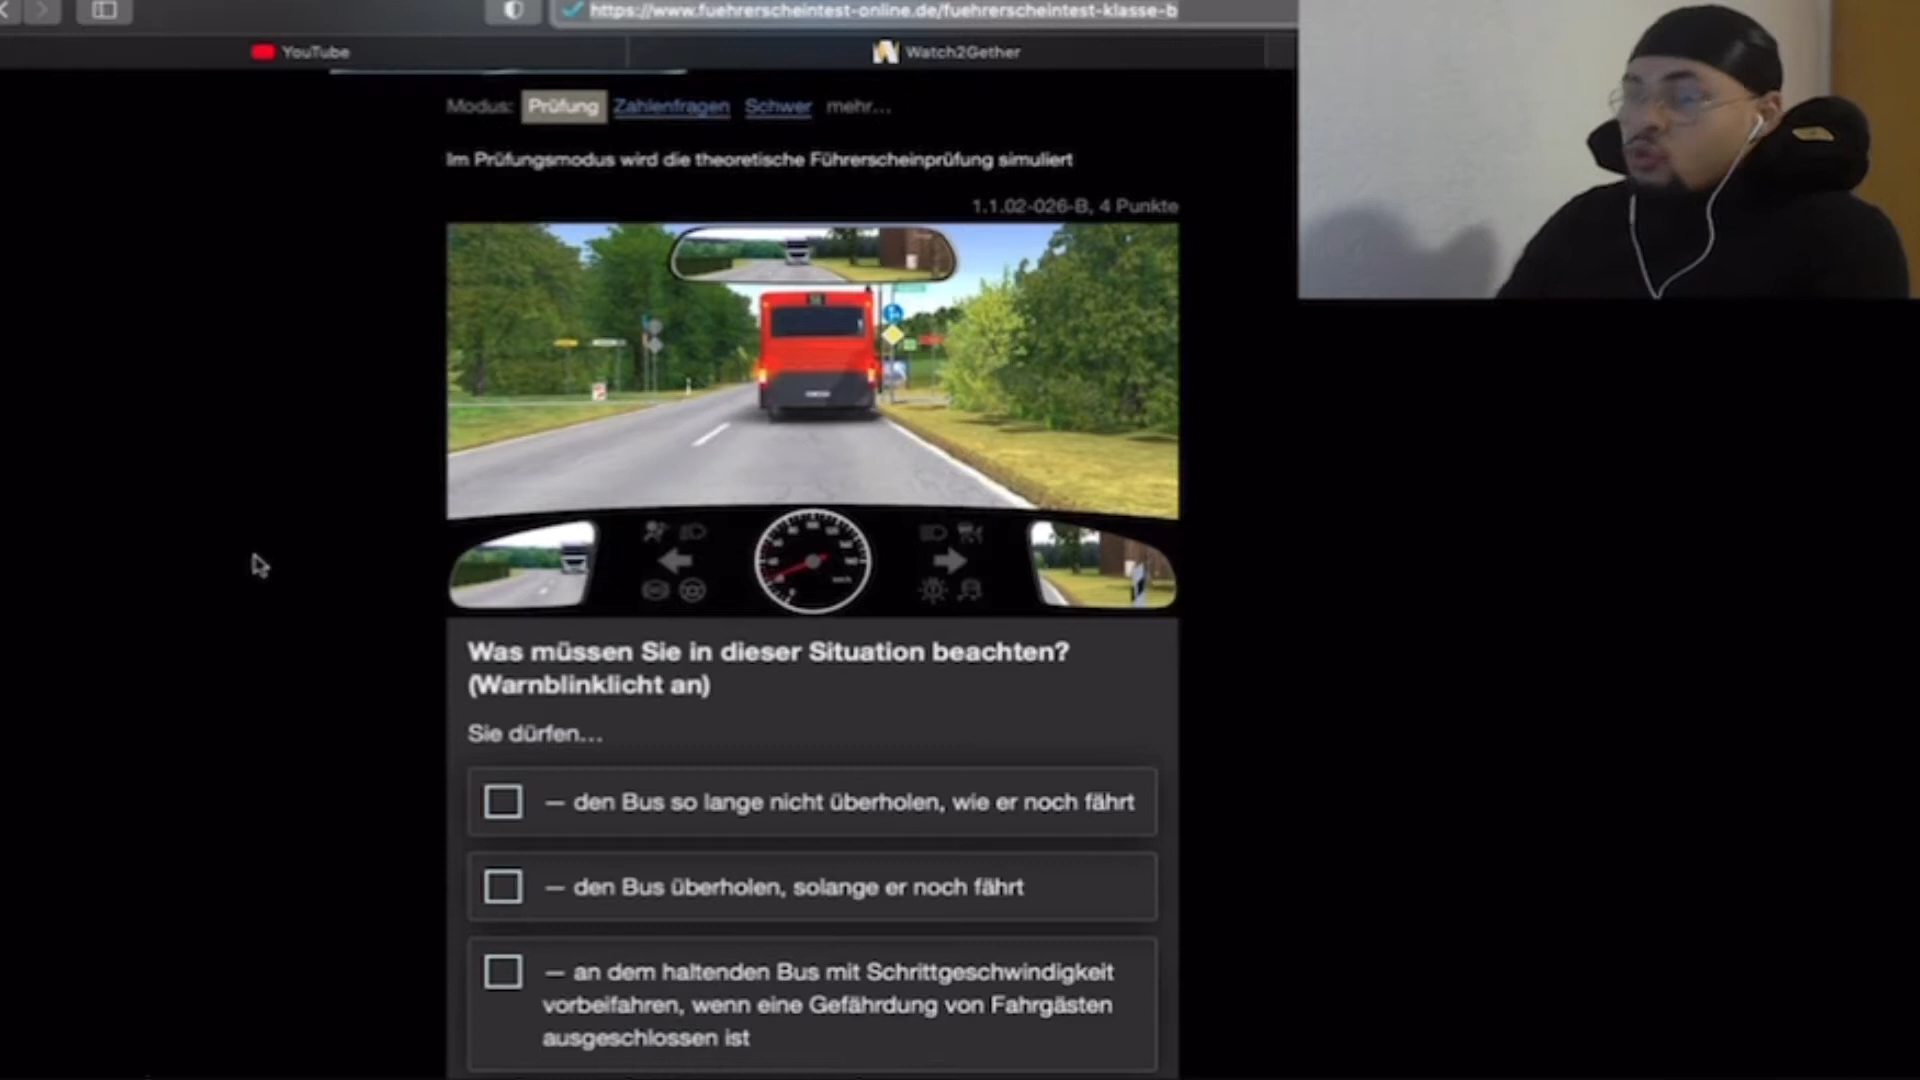 https://www.fuehrerscheintest-online.de/fuehrerscheintest-klasse-b
YouTube
Watch2Gether
Modus: Prüfung Zahlenfragen Schwer mehr...
Im Prüfungsmodus wird die theoretische Führerscheinprüfung simuliert
1.1.02-026-B, 4 Punkte
Was müssen Sie in dieser Situation beachten?
(Warnblinklicht an)
Sie dürfen...
— den Bus so lange nicht überholen, wie er noch fährt
— den Bus überholen, solange er noch fährt
— an dem haltenden Bus mit Schrittgeschwindigkeit
vorbeifahren, wenn eine Gefährdung von Fahrgästen
ausgeschlossen ist